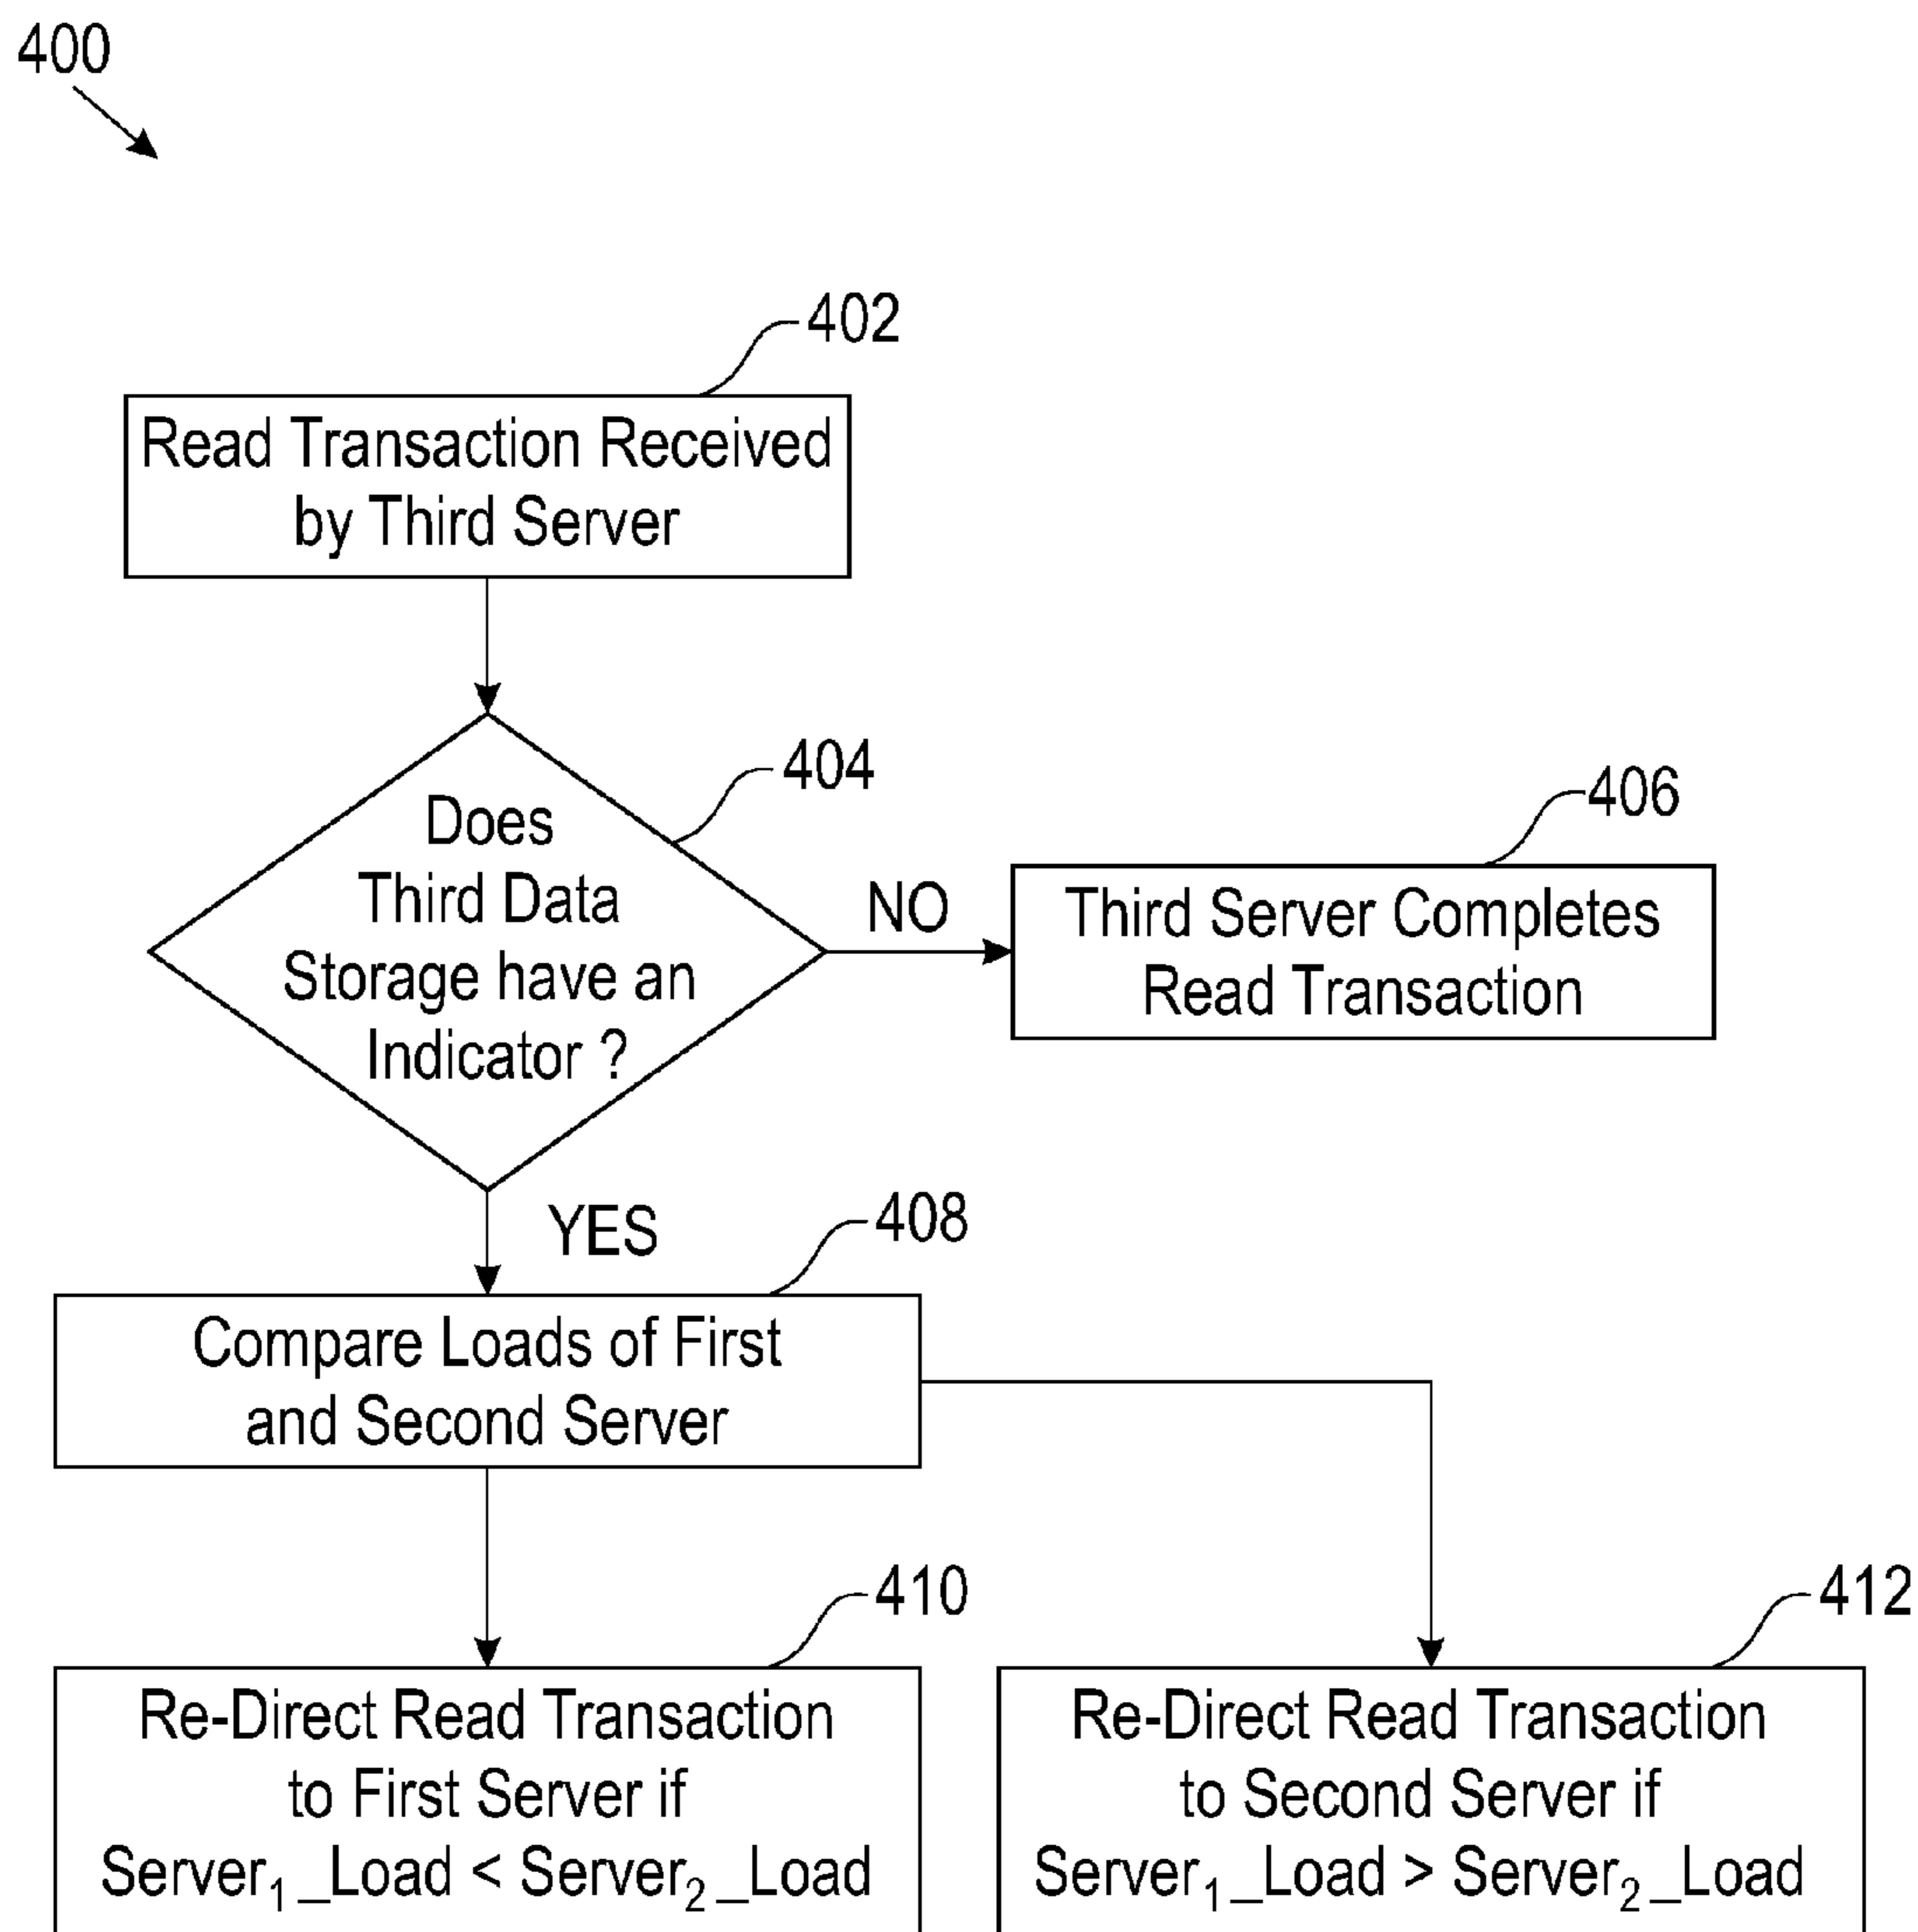 400
402
Read Transaction Received
by Third Server
404
Does
Third Data
Storage have an
Indicator ?
NO
406
Third Server Completes
Read Transaction
YES
408
Compare Loads of First
and Second Server
410
Re-Direct Read Transaction
to First Server if
Server₁_Load < Server₂_Load
412
Re-Direct Read Transaction
to Second Server if
Server₁_Load > Server₂_Load